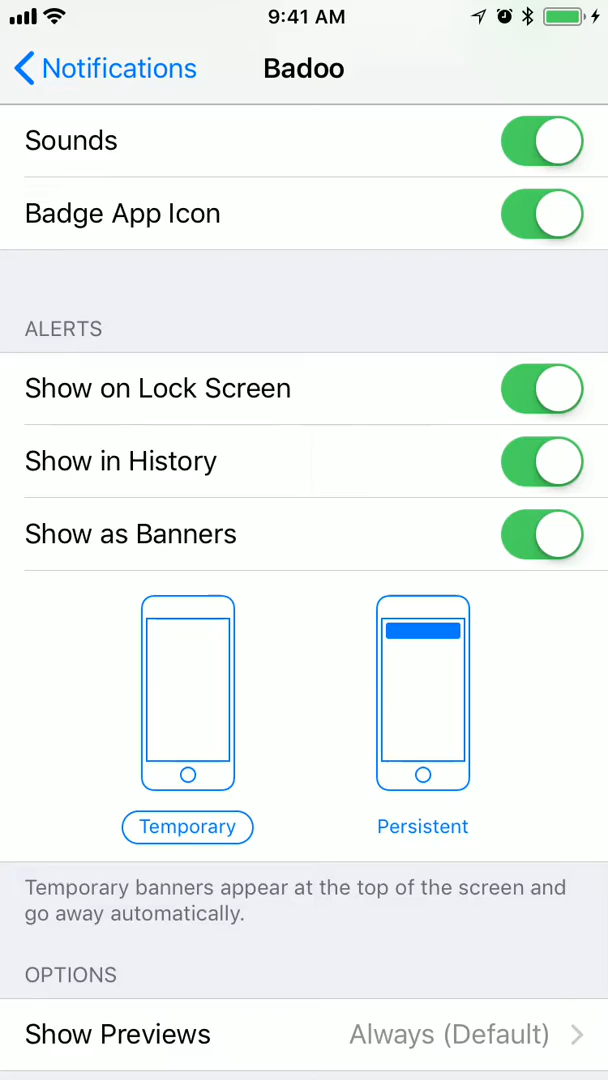 9:41 AM
Notifications
Badoo
Sounds
Badge App Icon
ALERTS
Show on Lock Screen
Show in History
Show as Banners
Temporary
Persistent
Temporary banners appear at the top of the screen and
go away automatically.
OPTIONS
Show Previews
Always (Default)